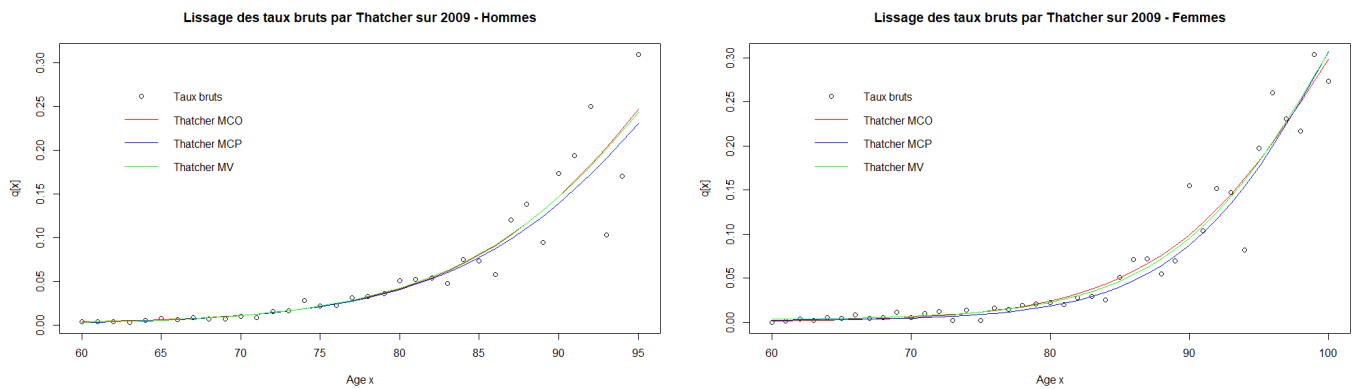 Lissage des taux bruts par Thatcher sur 2009 - Hommes
q[x]
0.30
0.25
0.20
0.15
0.10
0.05
0.00
Taux bruts
Thatcher MCO
Thatcher MCP
Thatcher MV
60 65 70 75 80 85 90 95
Age x
Lissage des taux bruts par Thatcher sur 2009 - Femmes
q[x]
0.30
0.25
0.20
0.15
0.10
0.05
0.00
Taux bruts
Thatcher MCO
Thatcher MCP
Thatcher MV
60 70 80 90 100
Age x